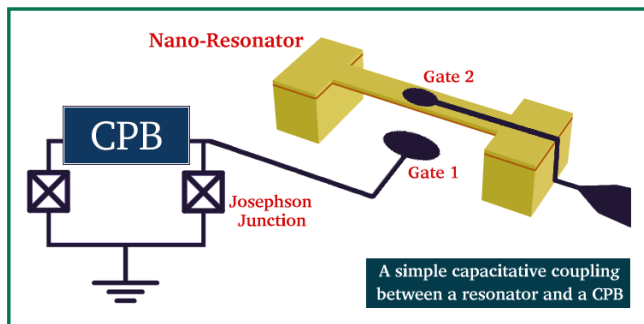 Nano-Resonator
Gate 2
CPB
Gate 1
Josephson
Junction
A simple capacitative coupling
between a resonator and a CPB